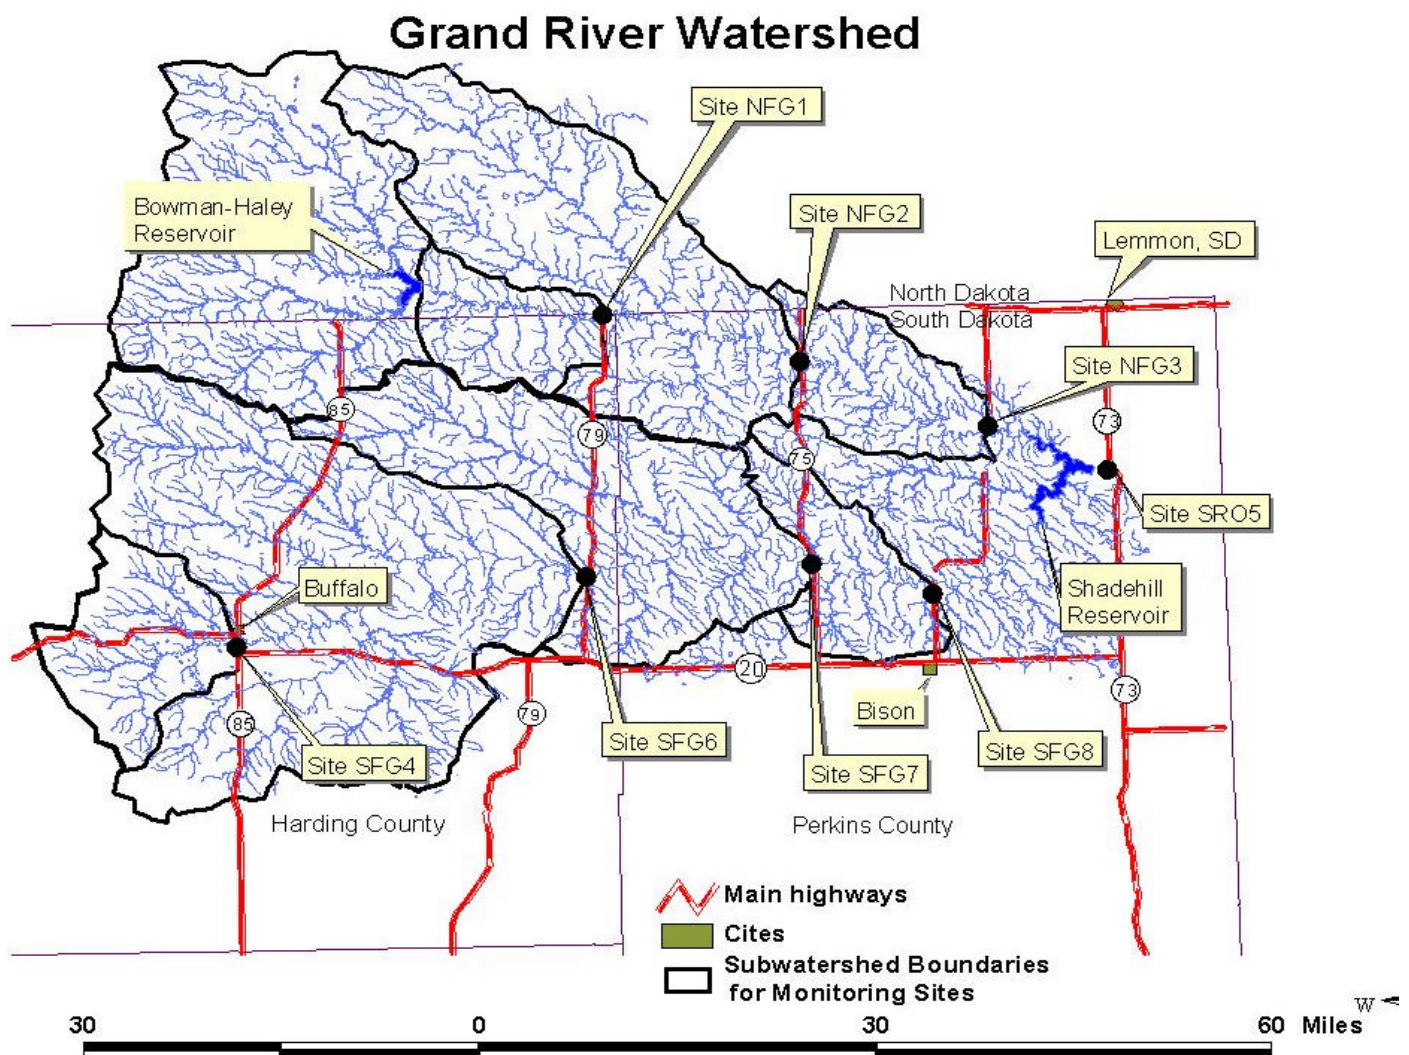 Grand River Watershed
Site NFG1
Bowman-Haley
Reservoir
Site NFG2
Lemmon, SD
North Dakota
South Dakota
Site NFG3
85
79
73
75
Site SRO5
Buffalo
Shadehill
Reservoir
20
73
85
79
Bison
Site SFG6
Site SFG8
Site SFG4
Site SFG7
Harding County
Perkins County
Main highways
Cites
Subwatershed Boundaries
for Monitoring Sites
W
30 0 30 60 Miles